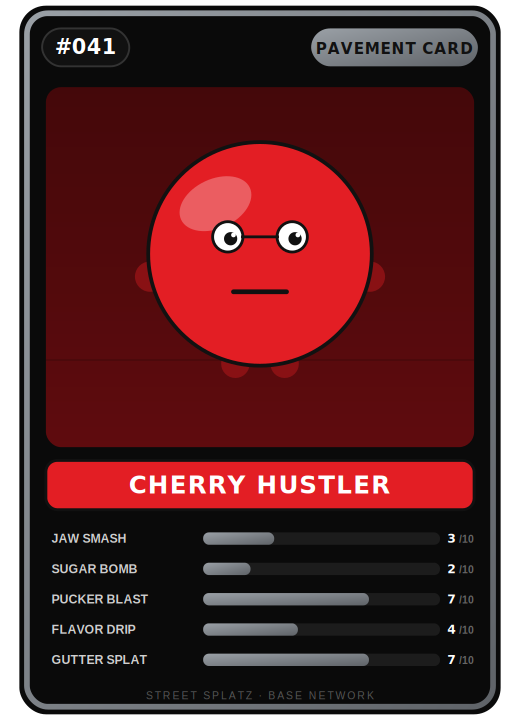 #041 PAVEMENT CARD
CHERRY HUSTLER
JAW SMASH 3 /10
SUGAR BOMB 2 /10
PUCKER BLAST 7 /10
FLAVOR DRIP 4 /10
GUTTER SPLAT 7 /10
STREET SPLATZ · BASE NETWORK